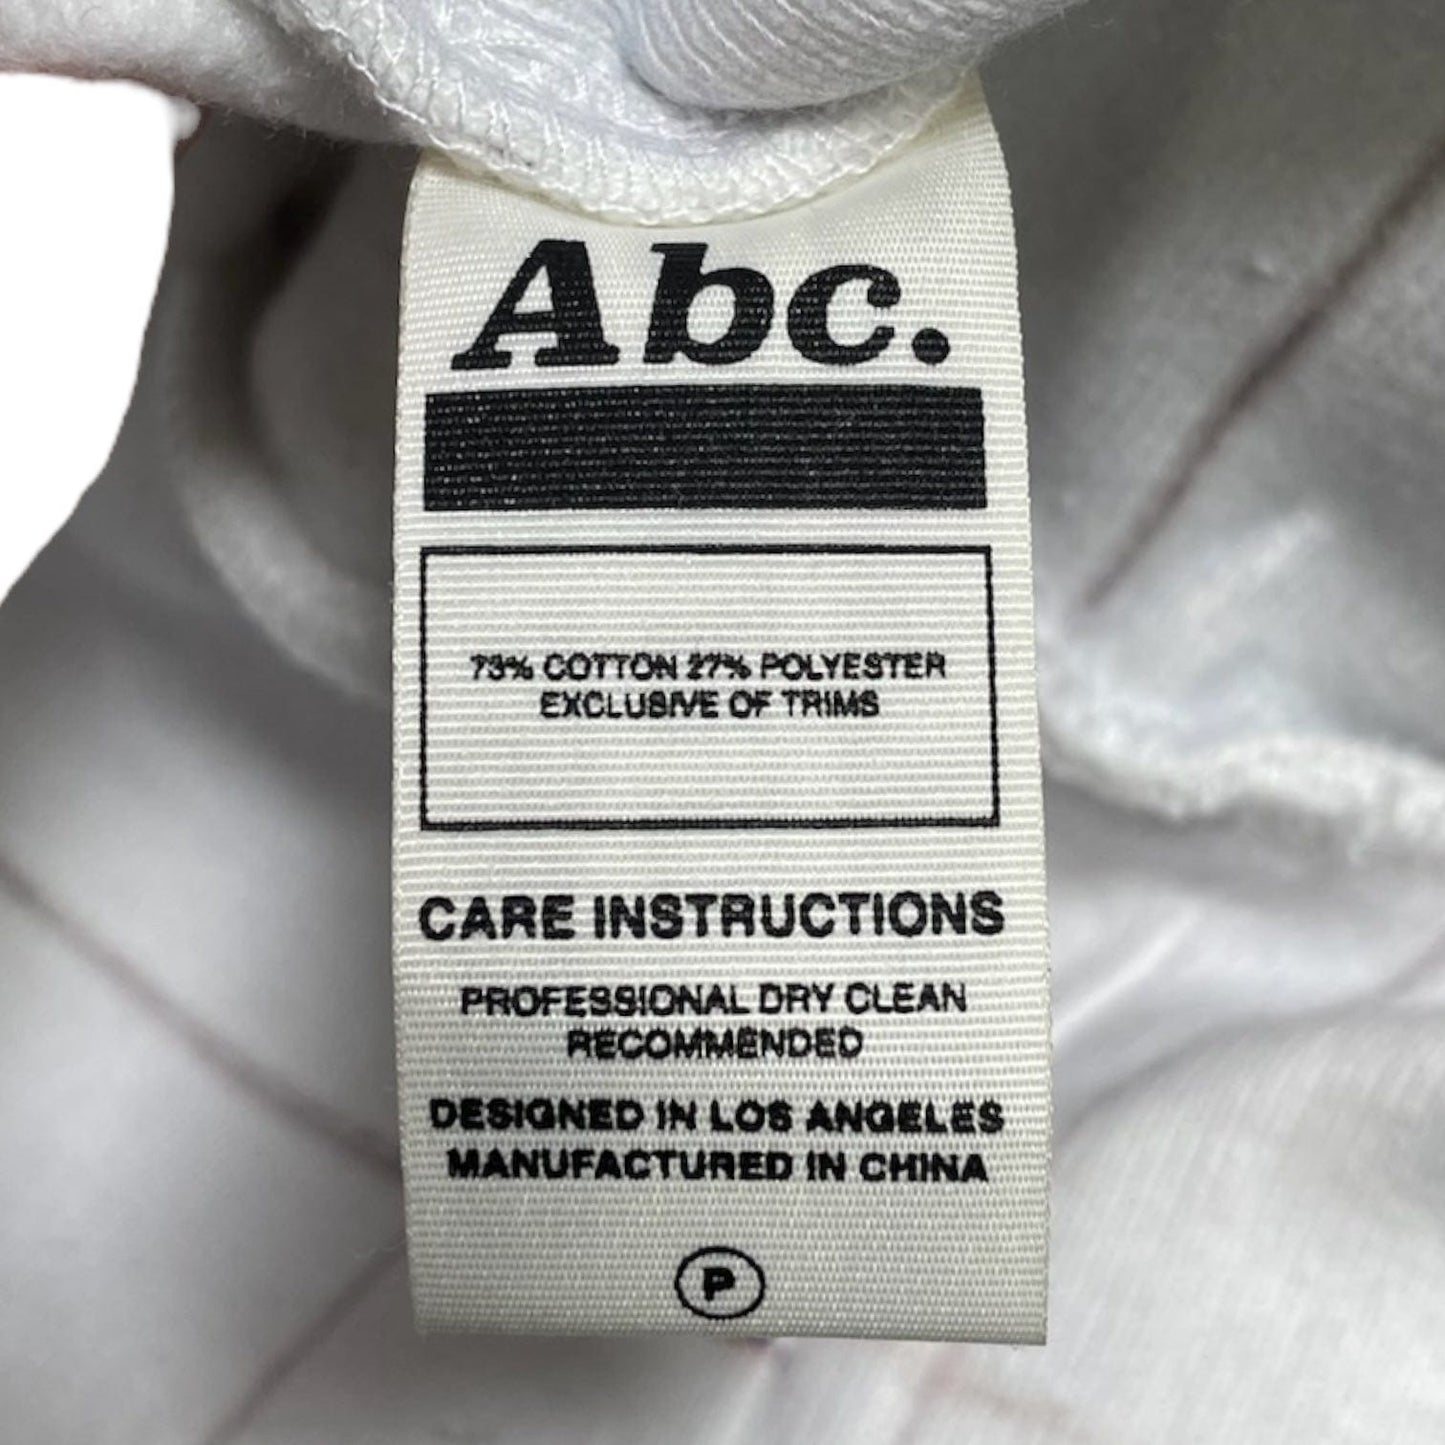 Abc.
73% COTTON 27% POLYESTER
EXCLUSIVE OF TRIMS
CARE INSTRUCTIONS
PROFESSIONAL DRY CLEAN
RECOMMENDED
DESIGNED IN LOS ANGELES
MANUFACTURED IN CHINA
P